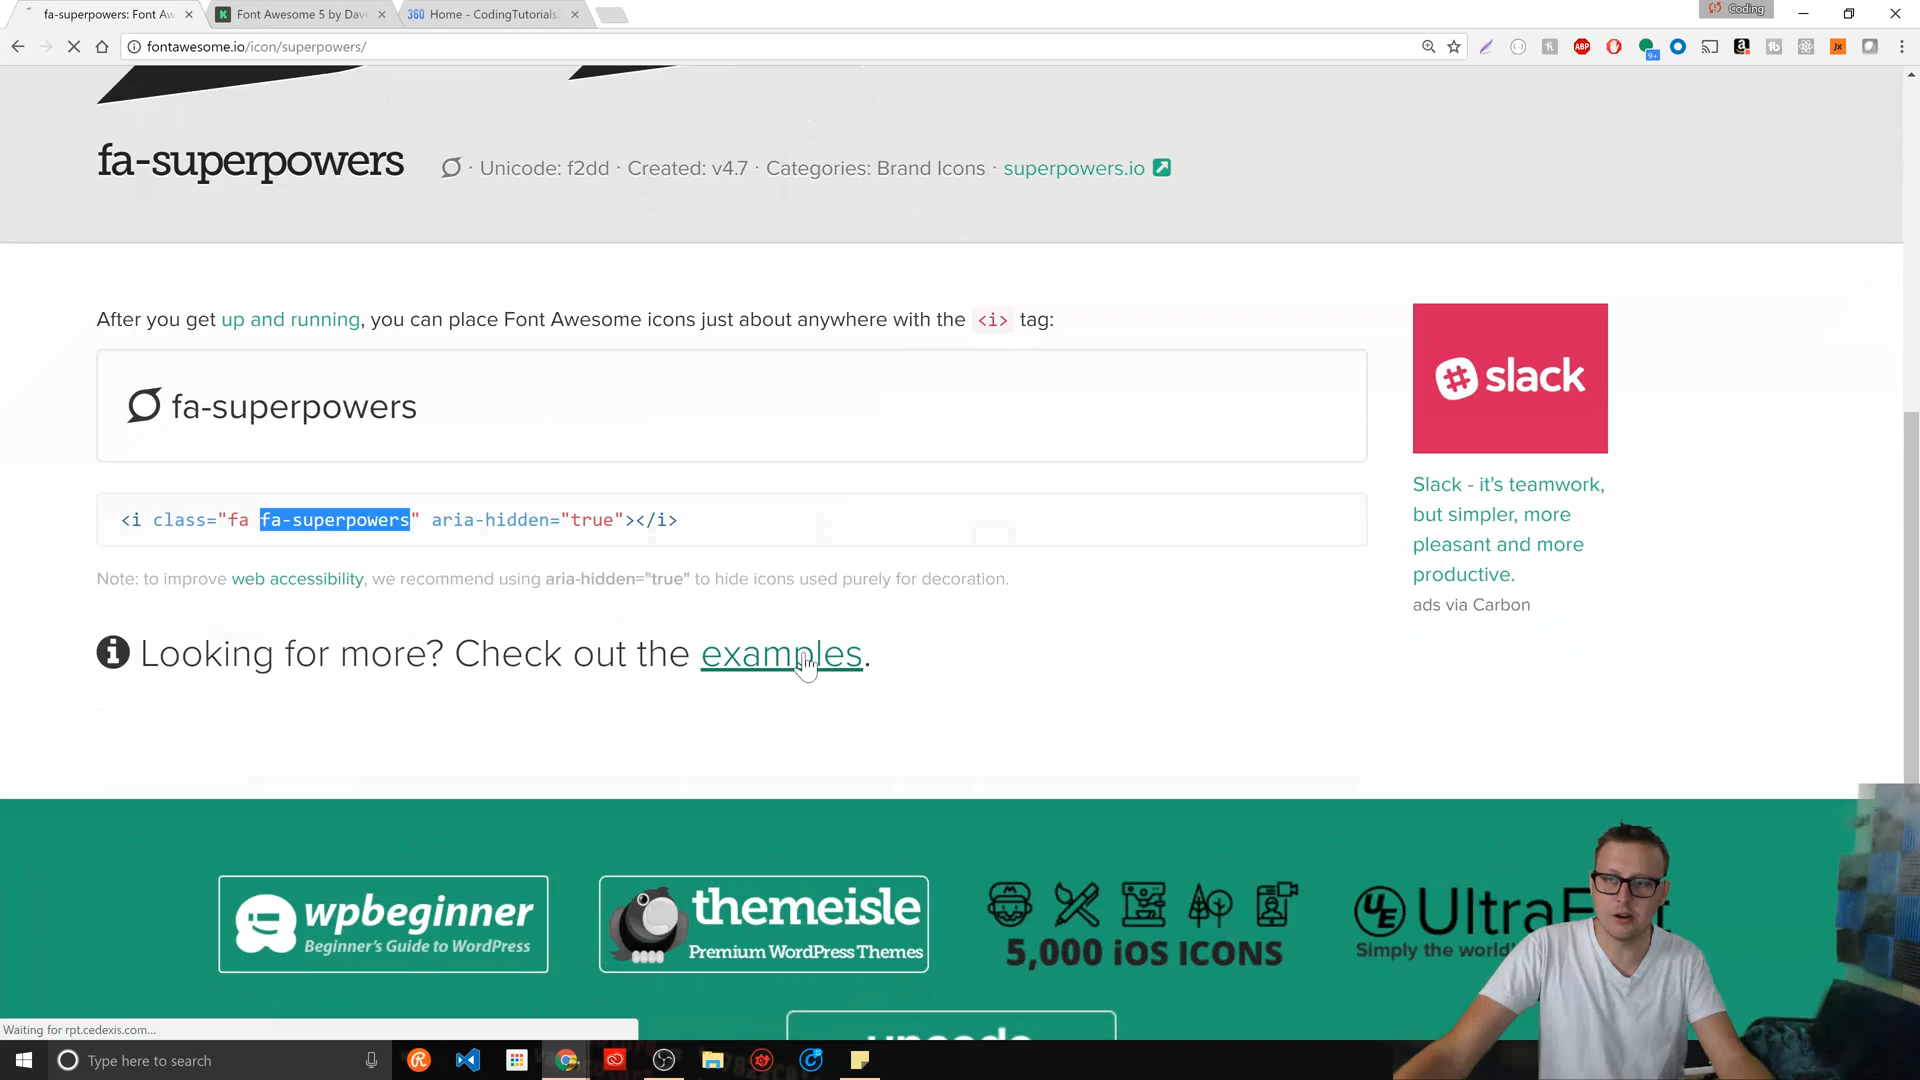 fa-superpowers: Font Aw
Font Awesome 5 by Dav
360 Home - CodingTutorials
Coding
fontawesome.io/icon/superpowers/
ABP
9+
a
tb
jx
fa-superpowers · Unicode: f2dd · Created: v4.7 · Categories: Brand Icons · superpowers.io
After you get up and running, you can place Font Awesome icons just about anywhere with the <i> tag:
fa-superpowers
<i class="fa fa-superpowers" aria-hidden="true"></i>
Note: to improve web accessibility, we recommend using aria-hidden="true" to hide icons used purely for decoration.
Looking for more? Check out the examples.
slack
Slack - it's teamwork,
but simpler, more
pleasant and more
productive.
ads via Carbon
wpbeginner
Beginner's Guide to WordPress
themeisle
Premium WordPress Themes
5,000 iOS ICONS
UE
Simply the world
Waiting for rpt.cedexis.com...
Type here to search